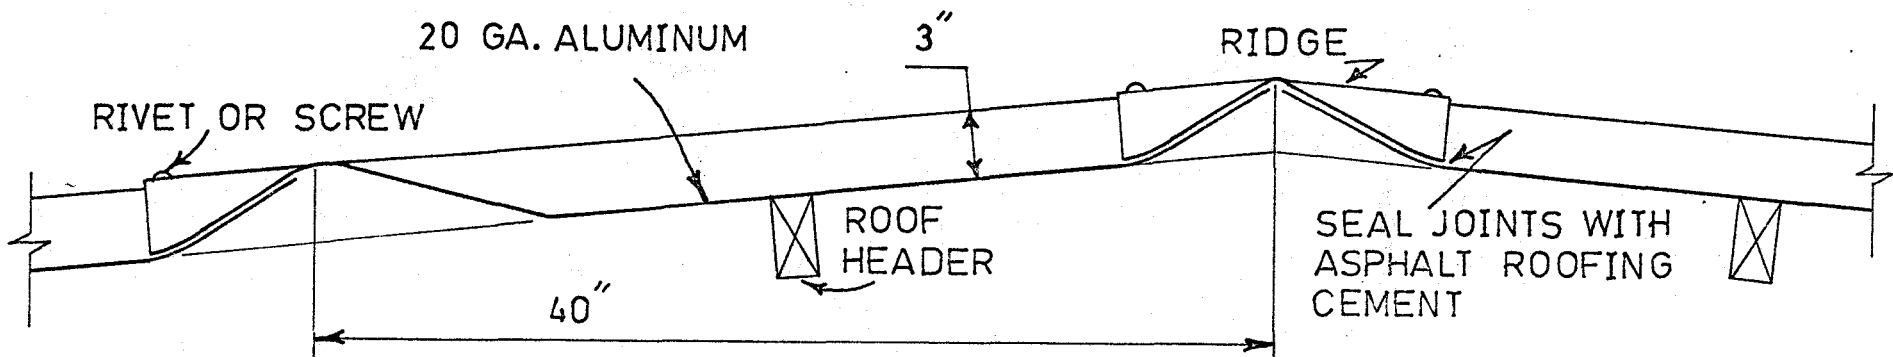 20 GA. ALUMINUM
3"
RIDGE
RIVET OR SCREW
ROOF
HEADER
SEAL JOINTS WITH
ASPHALT ROOFING
CEMENT
40"